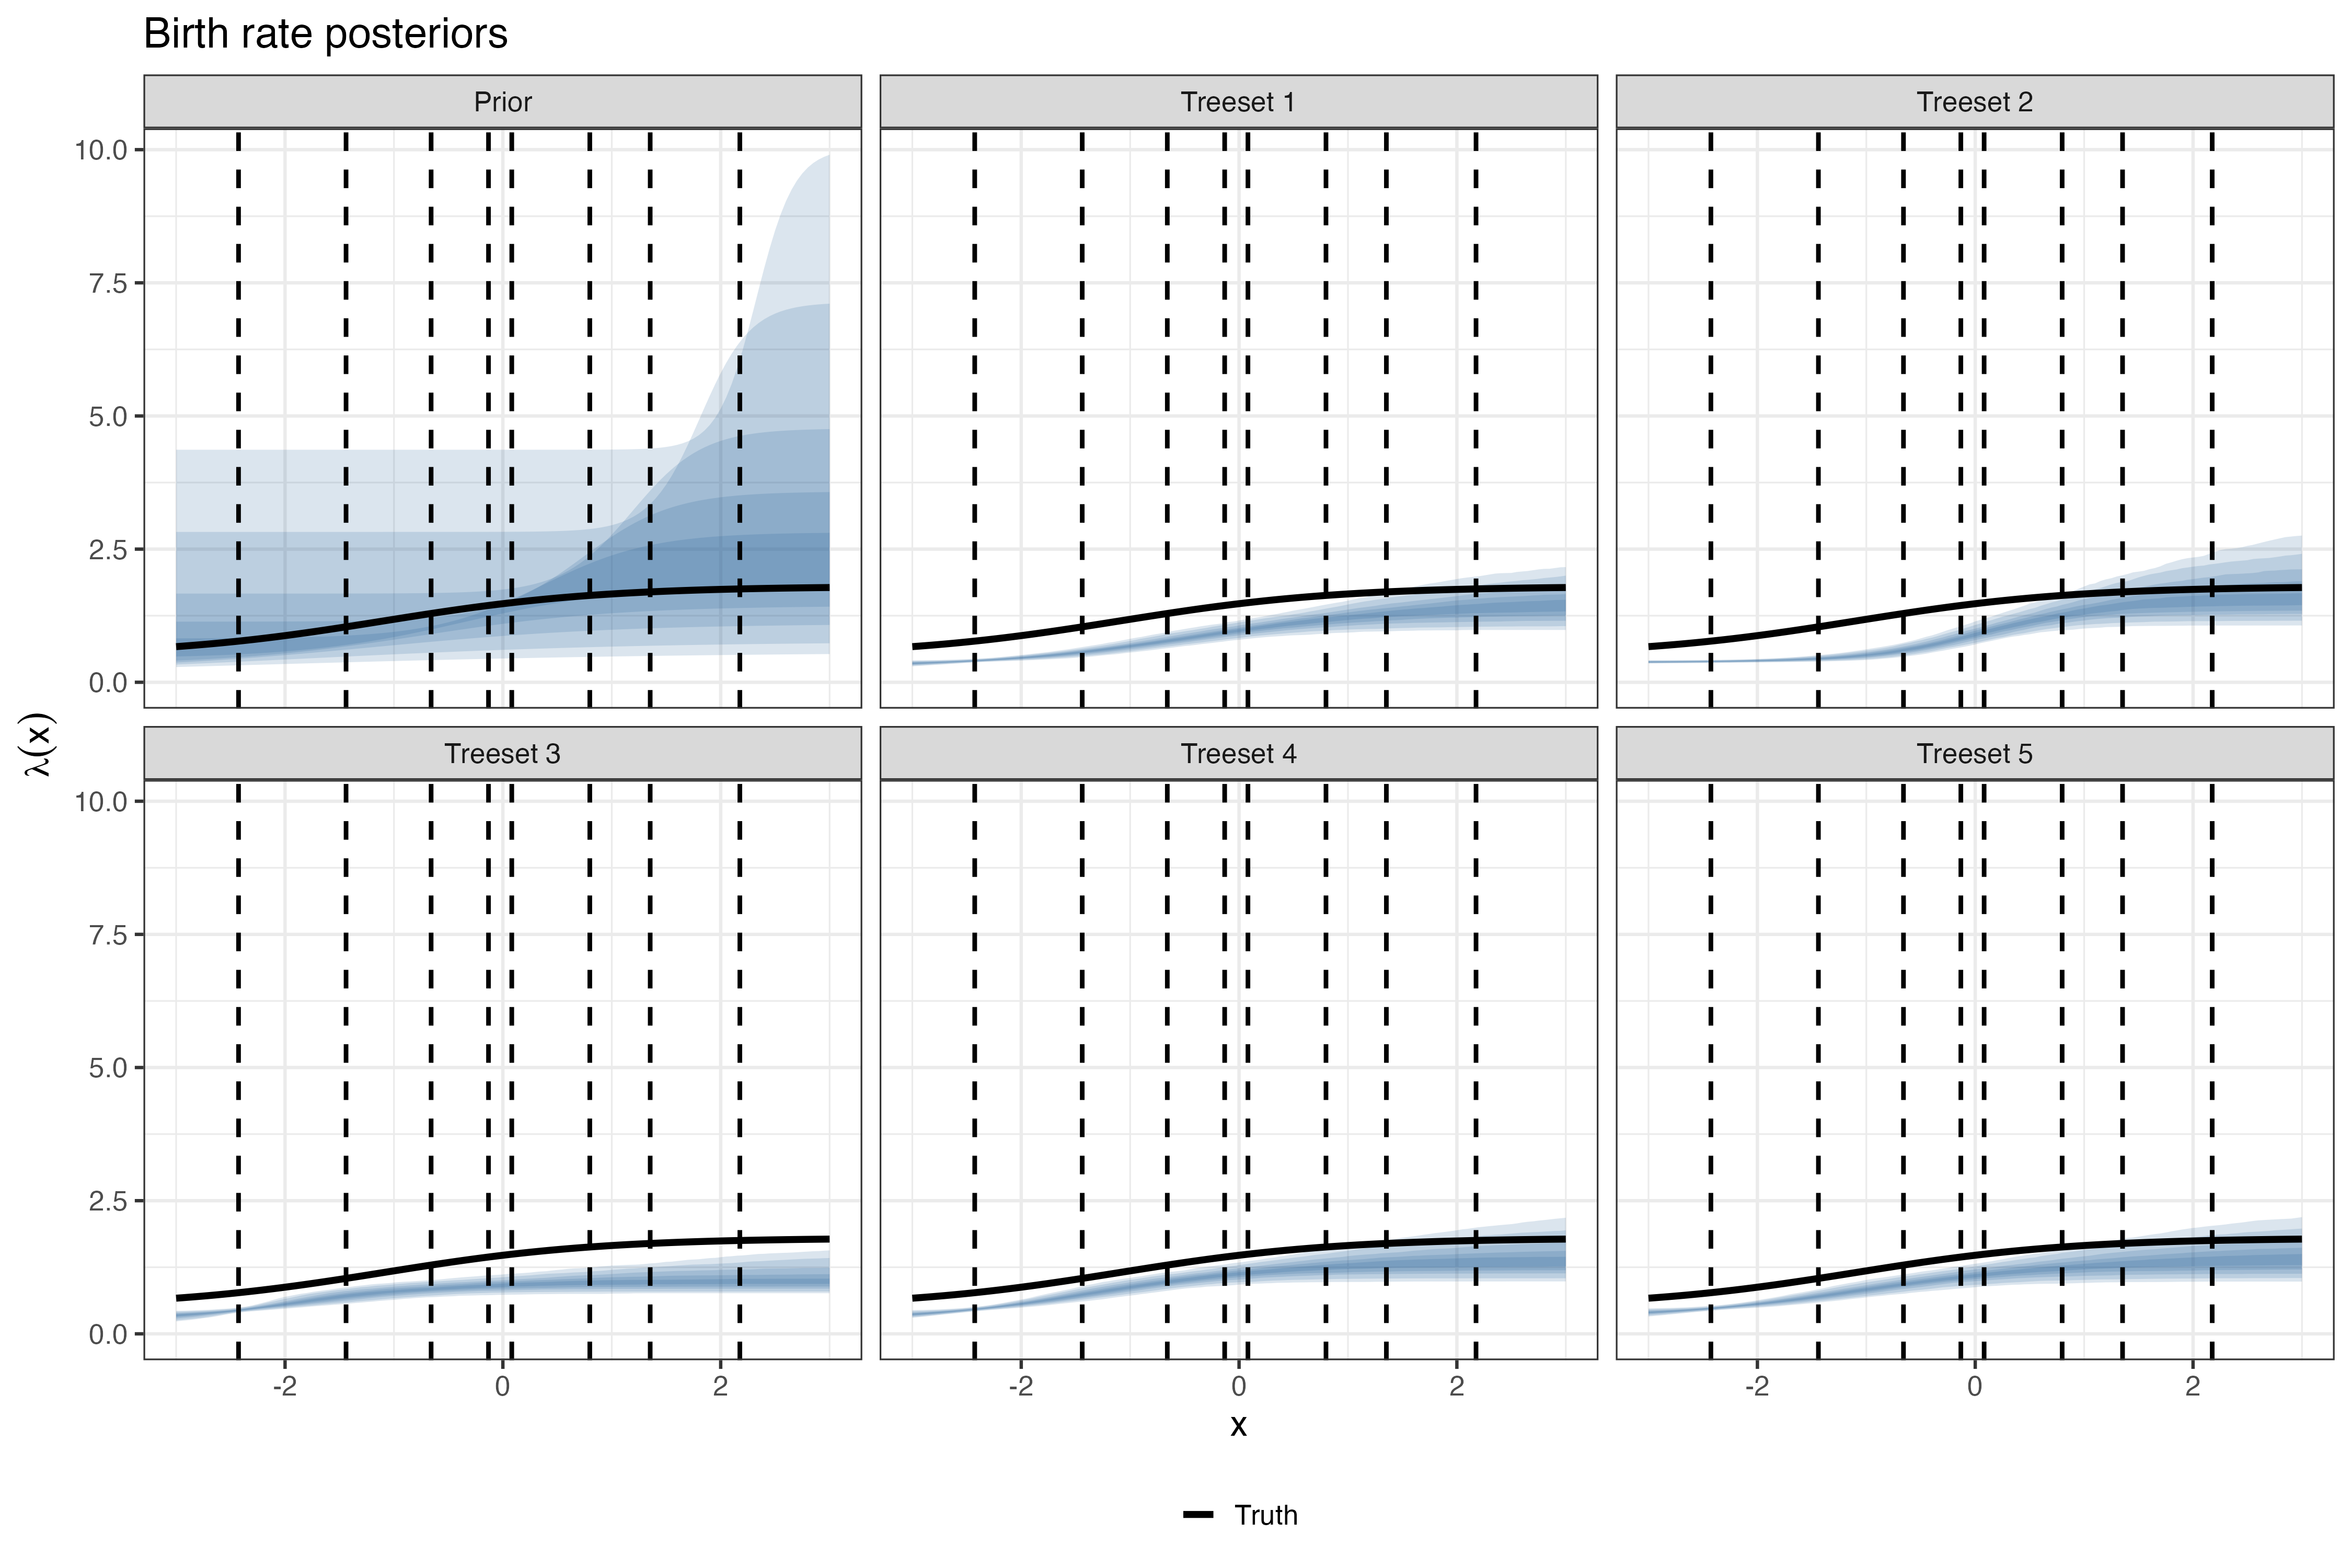 Birth rate posteriors
Prior
Treeset 1
Treeset 2
10.0
7.5
5.0
2.5
0.0
λ(x)
Treeset 3
Treeset 4
Treeset 5
10.0
7.5
5.0
2.5
0.0
-2 0 2
-2 0 2
-2 0 2
x
Truth